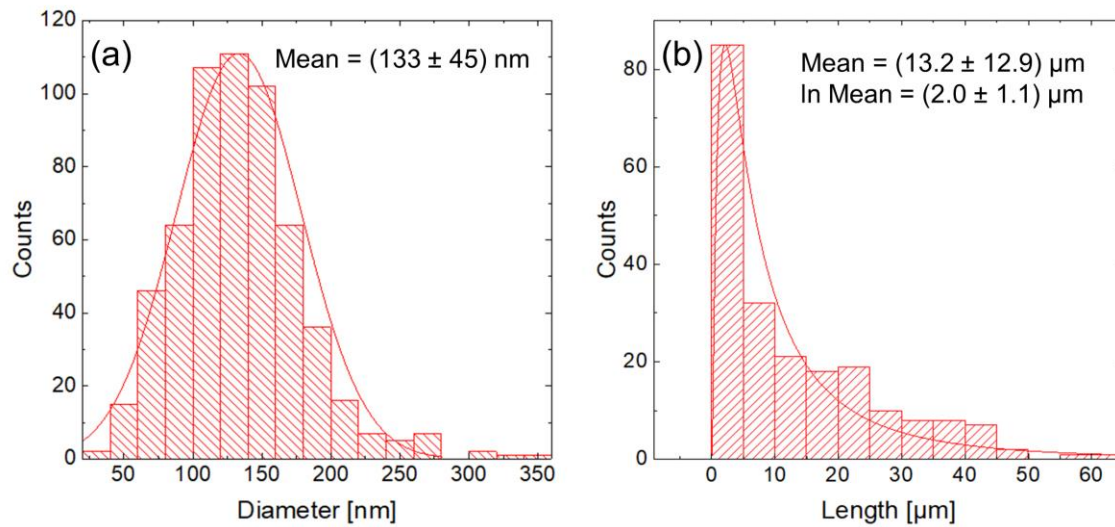 (a)
Mean = (133 ± 45) nm
120
100
80
60
40
20
0
Counts
50 100 150 200 250 300 350
Diameter [nm]
(b)
Mean = (13.2 ± 12.9) µm
ln Mean = (2.0 ± 1.1) µm
80
60
40
20
0
Counts
0 10 20 30 40 50 60
Length [µm]